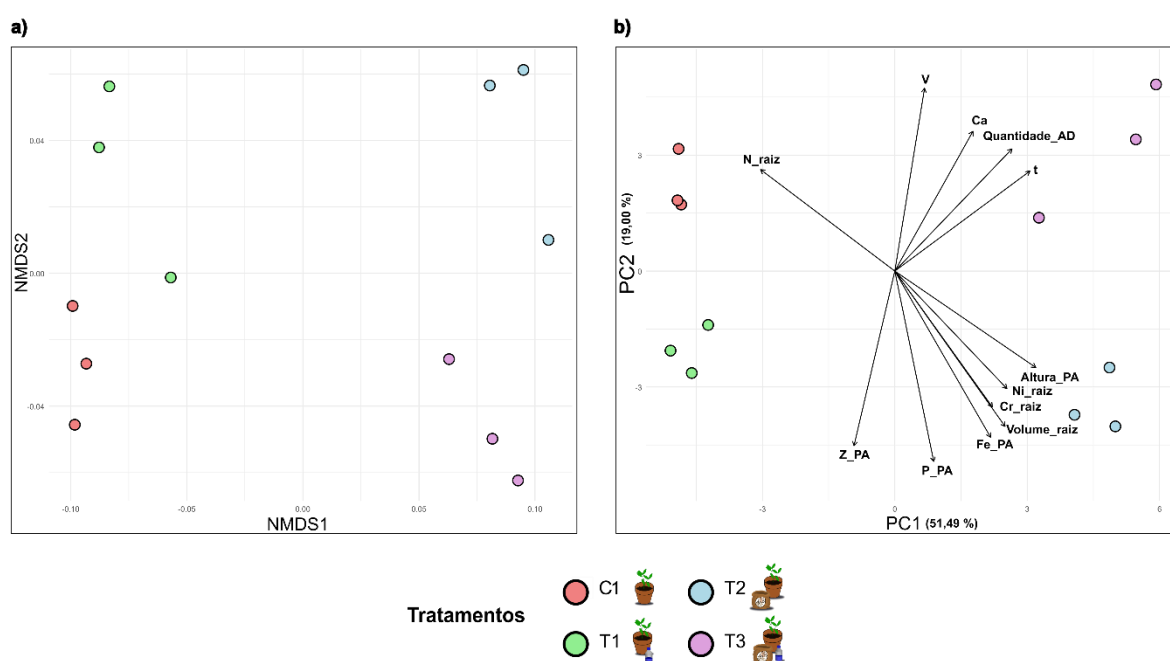 a)
NMDS2
0.04
0.00
-0.04
-0.10
-0.05
0.00
0.05
0.10
NMDS1
b)
PC2 (19,00 %)
3
0
-3
V
Ca
Quantidade_AD
t
N_raiz
Altura_PA
Ni_raiz
Cr_raiz
Volume_raiz
Fe_PA
P_PA
Z_PA
-3
0
3
6
PC1 (51,49 %)
Tratamentos
C1
T2
T1
T3